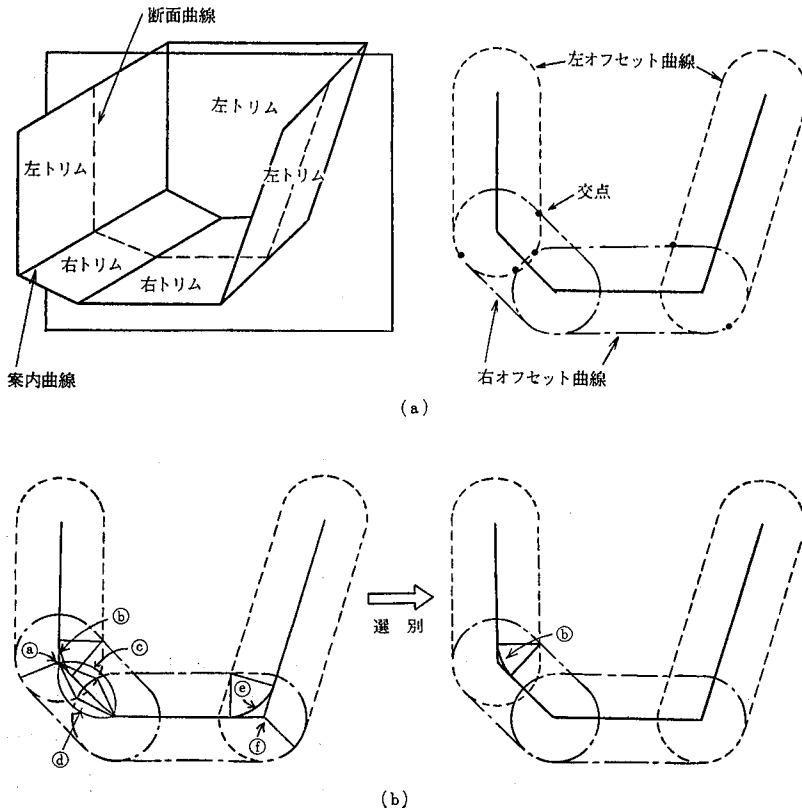 断面曲線
左トリム
左トリム
左トリム
右トリム
右トリム
案内曲線
左オフセット曲線
交点
右オフセット曲線
(a)
ⓐ
ⓑ
ⓒ
ⓓ
ⓔ
ⓕ
選別
ⓑ
(b)